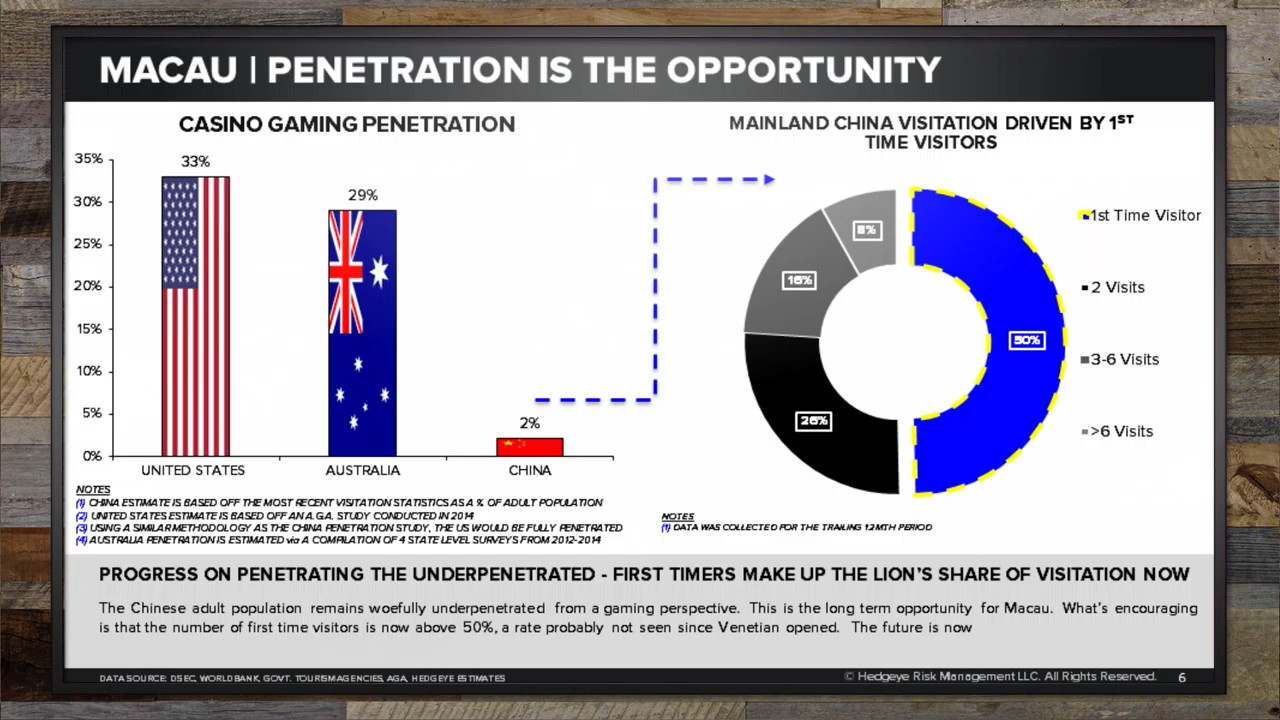 MACAU | PENETRATION IS THE OPPORTUNITY
CASINO GAMING PENETRATION
35%
30%
25%
20%
15%
10%
5%
0%
33%
29%
2%
UNITED STATES
AUSTRALIA
CHINA
NOTES
(1) CHINA ESTIMATE IS BASED OFF THE MOST RECENT VISITATION STATISTICS AS A % OF ADULT POPULATION
(2) UNITED STATES ESTIMATE IS BASED OFF AN A.G.A. STUDY CONDUCTED IN 2014
(3) USING A SIMILAR METHODOLOGY AS THE CHINA PENETRATION STUDY, THE US WOULD BE FULLY PENETRATED
(4) AUSTRALIA PENETRATION IS ESTIMATED via A COMPILATION OF 4 STATE LEVEL SURVEYS FROM 2012-2014
MAINLAND CHINA VISITATION DRIVEN BY 1ST
TIME VISITORS
8%
16%
26%
50%
1st Time Visitor
2 Visits
3-6 Visits
>6 Visits
NOTES
(1) DATA WAS COLLECTED FOR THE TRAILING 12MTH PERIOD
PROGRESS ON PENETRATING THE UNDERPENETRATED - FIRST TIMERS MAKE UP THE LION'S SHARE OF VISITATION NOW
The Chinese adult population remains woefully underpenetrated from a gaming perspective. This is the long term opportunity for Macau. What's encouraging
is that the number of first time visitors is now above 50%, a rate probably not seen since Venetian opened. The future is now
DATA SOURCE: DSEC, WORLD BANK, GOVT. TOURISM AGENCIES, AGA, HEDGEYE ESTIMATES
© Hedgeye Risk Management LLC. All Rights Reserved.
6